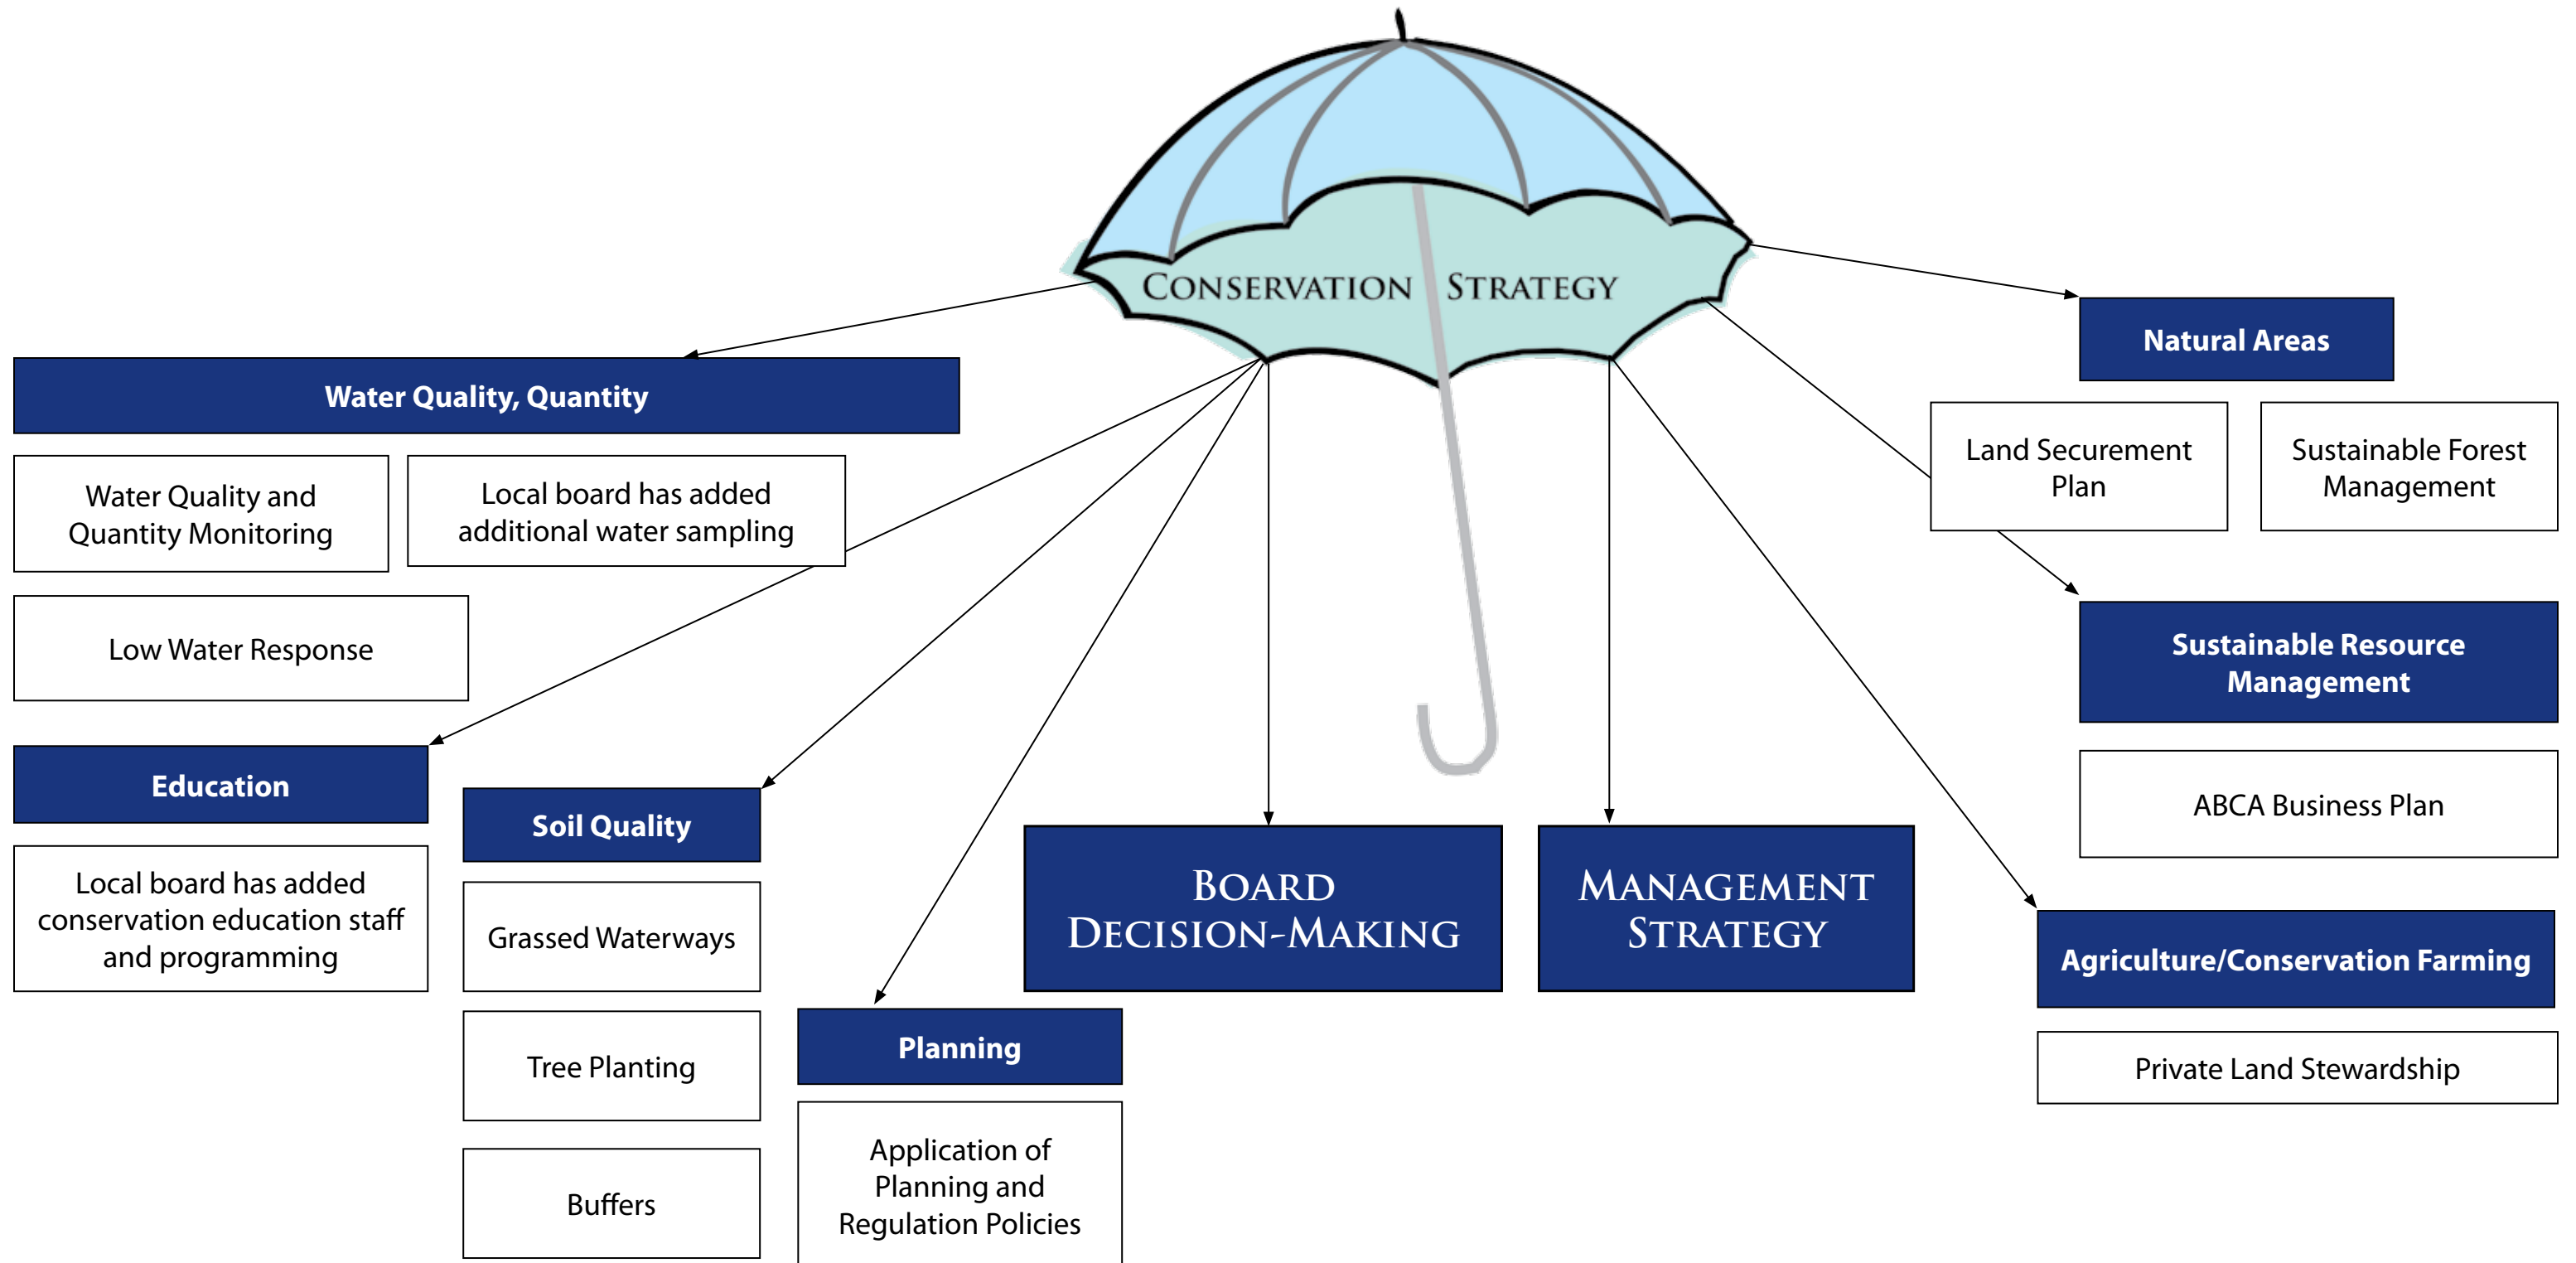 CONSERVATION STRATEGY
Natural Areas
Land Securement
Plan
Sustainable Forest
Management
Water Quality, Quantity
Water Quality and
Quantity Monitoring
Local board has added
additional water sampling
Low Water Response
Sustainable Resource
Management
ABCA Business Plan
Education
Local board has added
conservation education staff
and programming
Soil Quality
Grassed Waterways
Tree Planting
Buffers
Planning
Application of
Planning and
Regulation Policies
BOARD
DECISION-MAKING
MANAGEMENT
STRATEGY
Agriculture/Conservation Farming
Private Land Stewardship